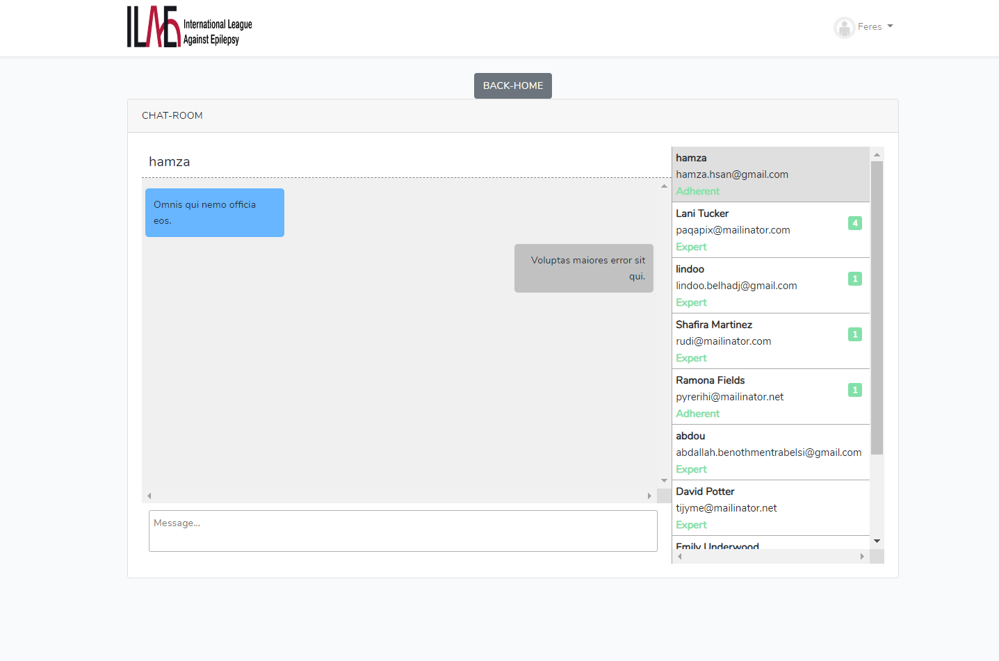 ILAE International League
Against Epilepsy
Feres
BACK-HOME
CHAT-ROOM
hamza
Omnis qui nemo officia
eos.
Voluptas maiores error sit
qui.
Message...
hamza
hamza.hsan@gmail.com
Adherent
Lani Tucker
4
paqapix@mailinator.com
Expert
lindoo
1
lindoo.belhadj@gmail.com
Expert
Shafira Martinez
1
rudi@mailinator.com
Expert
Ramona Fields
1
pyrerihi@mailinator.net
Adherent
abdou
abdallah.benothmentrabelsi@gmail.com
Expert
David Potter
tijyme@mailinator.net
Expert
Emily Underwood